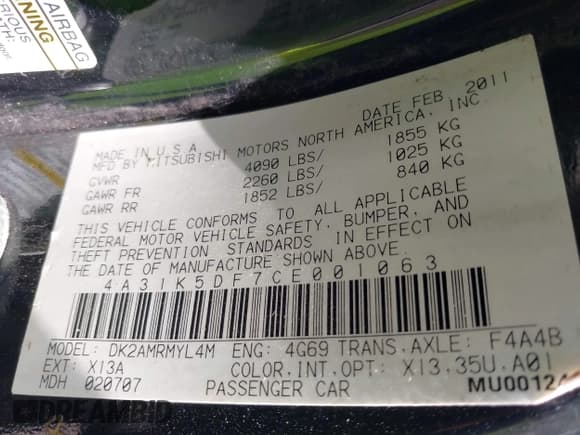 AIRBAG
DATE FEB 2011
MADE IN U.S.A.
MFD BY MITSUBISHI MOTORS NORTH AMERICA, INC
GVWR 4090 LBS/ 1855 KG
GAWR FR 2260 LBS/ 1025 KG
GAWR RR 1852 LBS/ 840 KG
THIS VEHICLE CONFORMS TO ALL APPLICABLE
FEDERAL MOTOR VEHICLE SAFETY, BUMPER, AND
THEFT PREVENTION STANDARDS IN EFFECT ON
THE DATE OF MANUFACTURE SHOWN ABOVE.
4A31K5DF7CE001063
MODEL: DK2AMRMYL4M ENG: 4G69 TRANS.AXLE: F4A4B
EXT: X13A COLOR.INT.OPT: X13.35U.A01
MDH 020707 PASSENGER CAR MU0012
DREAMBID